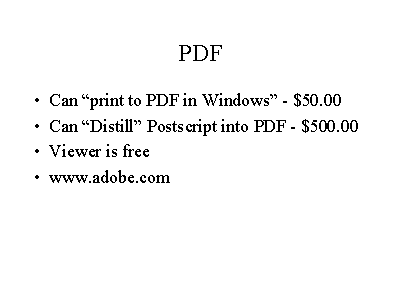 PDF
• Can “print to PDF in Windows” - $50.00
• Can “Distill” Postscript into PDF - $500.00
• Viewer is free
• www.adobe.com